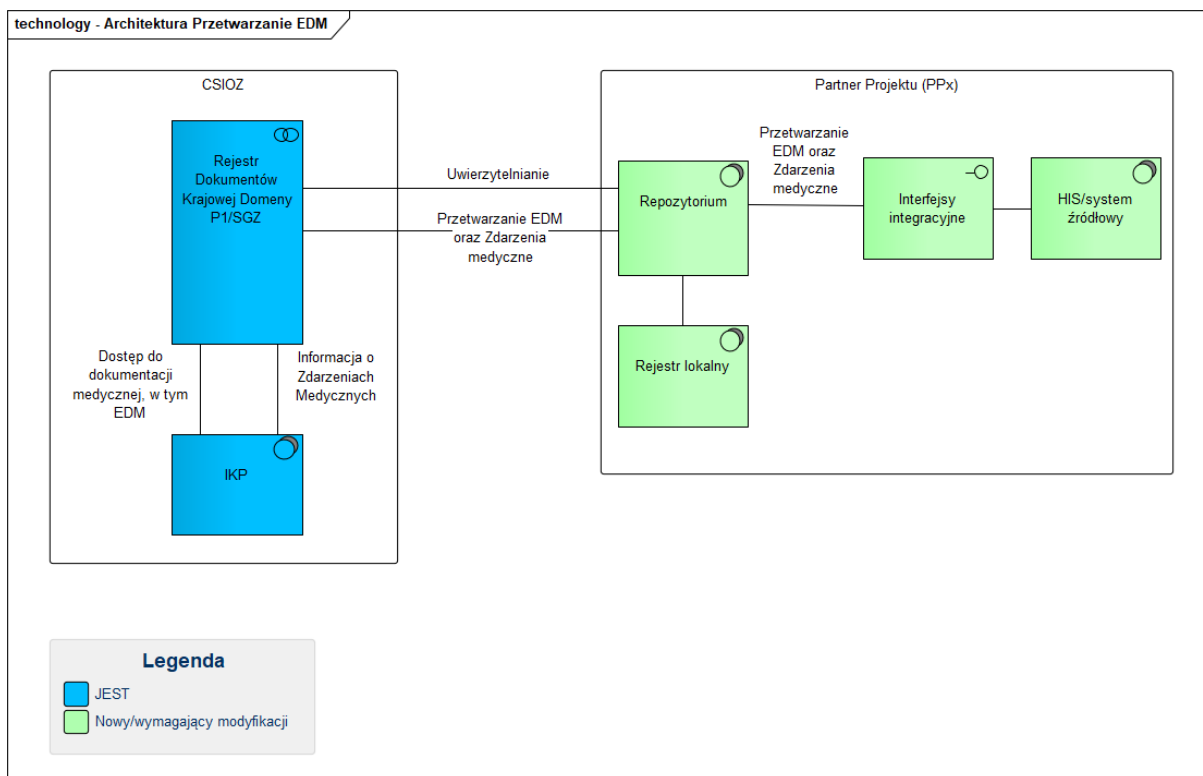 technology - Architektura Przetwarzanie EDM
CSIOZ
Rejestr
Dokumentów
Krajowej Domeny
P1/SGZ
Dostęp do
dokumentacji
medycznej, w tym
EDM
Informacja o
Zdarzeniach
Medycznych
IKP
Uwierzytelnianie
Przetwarzanie EDM
oraz Zdarzenia
medyczne
Partner Projektu (PPx)
Repozytorium
Przetwarzanie
EDM oraz
Zdarzenia
medyczne
Interfejsy
integracyjne
HIS/system
źródłowy
Rejestr lokalny
Legenda
JEST
Nowy/wymagający modyfikacji